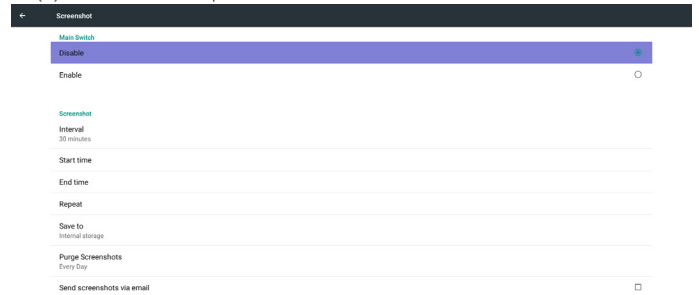 Screenshot
Main Switch
Disable
Enable
Screenshot
Interval
30 minutes
Start time
End time
Repeat
Save to
Internal storage
Purge Screenshots
Every Day
Send screenshots via email